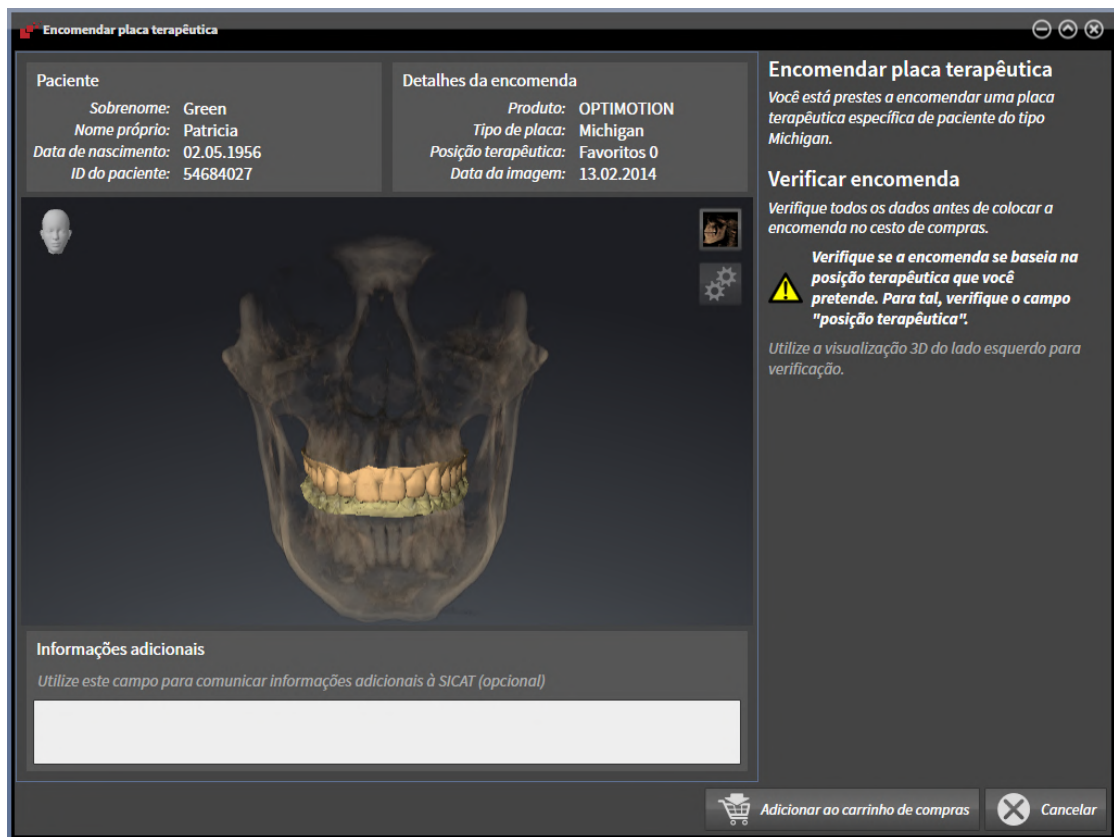 Encomendar placa terapêutica
Paciente
Sobrenome: Green
Nome próprio: Patricia
Data de nascimento: 02.05.1956
ID do paciente: 54684027
Detalhes da encomenda
Produto: OPTIMOTION
Tipo de placa: Michigan
Posição terapêutica: Favoritos 0
Data da imagem: 13.02.2014
Informações adicionais
Utilize este campo para comunicar informações adicionais à SICAT (opcional)
Encomendar placa terapêutica
Você está prestes a encomendar uma placa
terapêutica específica de paciente do tipo
Michigan.
Verificar encomenda
Verifique todos os dados antes de colocar a
encomenda no cesto de compras.
Verifique se a encomenda se baseia na
posição terapêutica que você
pretende. Para tal, verifique o campo
"posição terapêutica".
Utilize a visualização 3D do lado esquerdo para
verificação.
Adicionar ao carrinho de compras
Cancelar